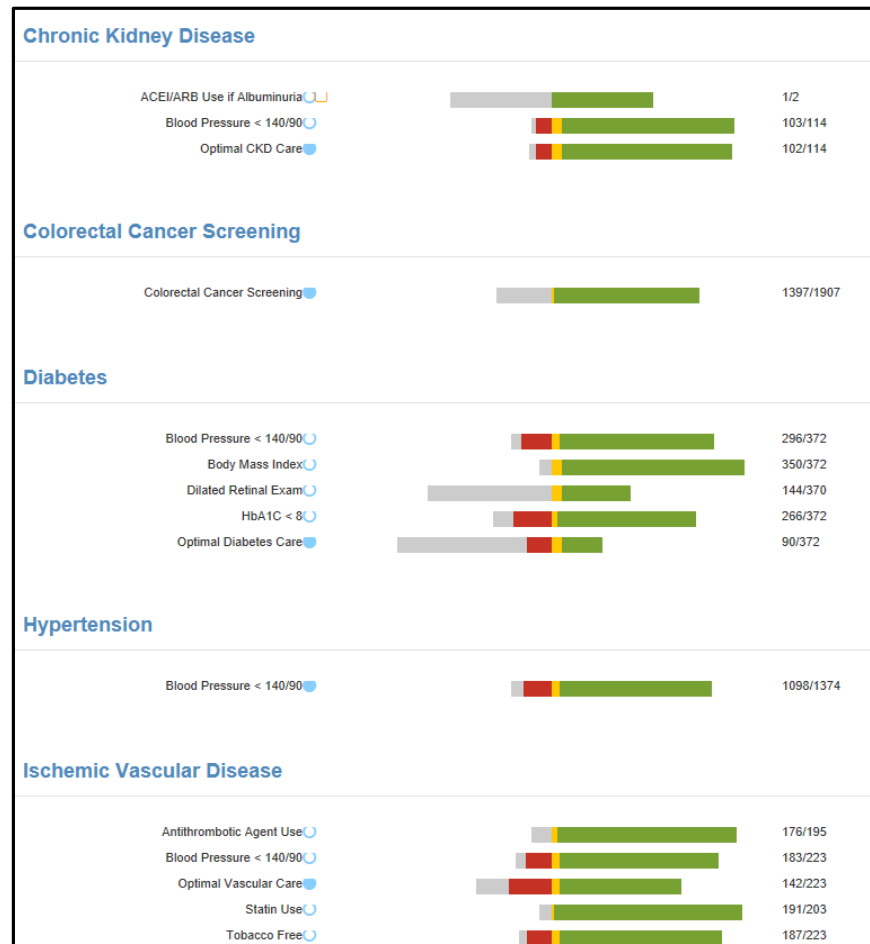 Chronic Kidney Disease
ACEI/ARB Use if Albuminuria 1/2
Blood Pressure < 140/90 103/114
Optimal CKD Care 102/114
Colorectal Cancer Screening
Colorectal Cancer Screening 1397/1907
Diabetes
Blood Pressure < 140/90 296/372
Body Mass Index 350/372
Dilated Retinal Exam 144/370
HbA1C < 8 266/372
Optimal Diabetes Care 90/372
Hypertension
Blood Pressure < 140/90 1098/1374
Ischemic Vascular Disease
Antithrombotic Agent Use 176/195
Blood Pressure < 140/90 183/223
Optimal Vascular Care 142/223
Statin Use 191/203
Tobacco Free 187/223